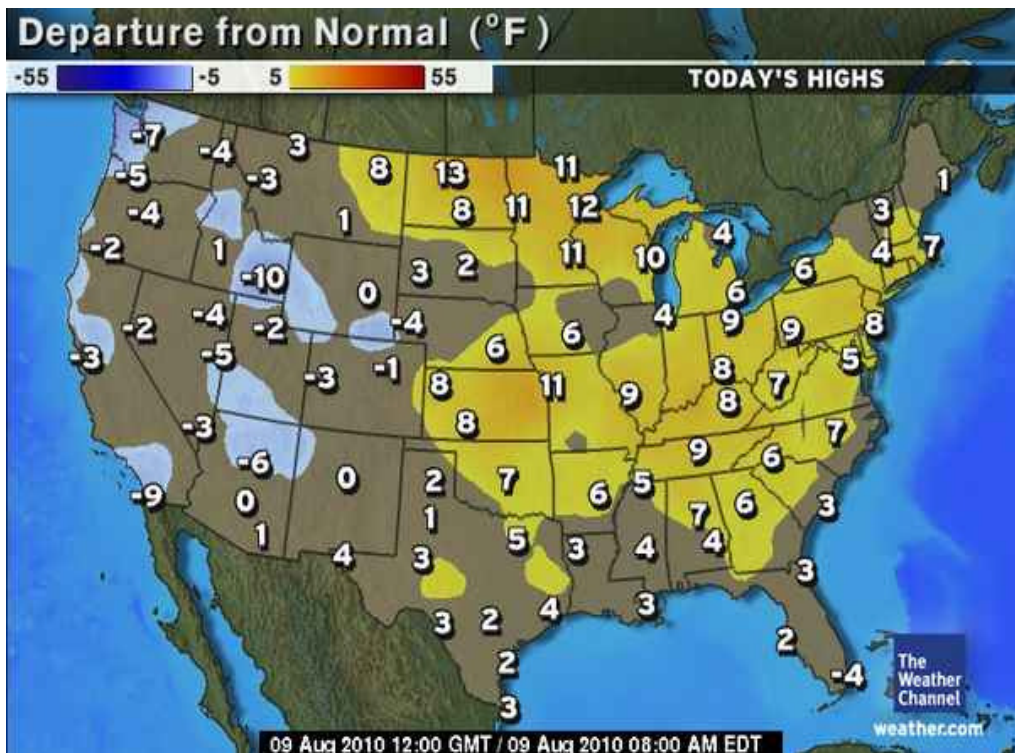 Departure from Normal (°F)
-55 -5 5 55 TODAY'S HIGHS
-7 -4 3 8 13 11
-5 -3 1
-4 1 8 11 12 3
-2 1 11 10 4 4 7
-10 0 3 2 6 6
-2 -4 -2 -4 6 6 4 9 9 8
-3 -5 -3 -1 8 11 9 8 7 5
-3 8 8 7
-6 0 2 7 9 6
-9 0 1 6 5 7 6 3
1 4 3 5 3 4 4 3
3 2 4 3 2
2 -4
3
The
Weather
Channel
weather.com
09 Aug 2010 12:00 GMT / 09 Aug 2010 08:00 AM EDT